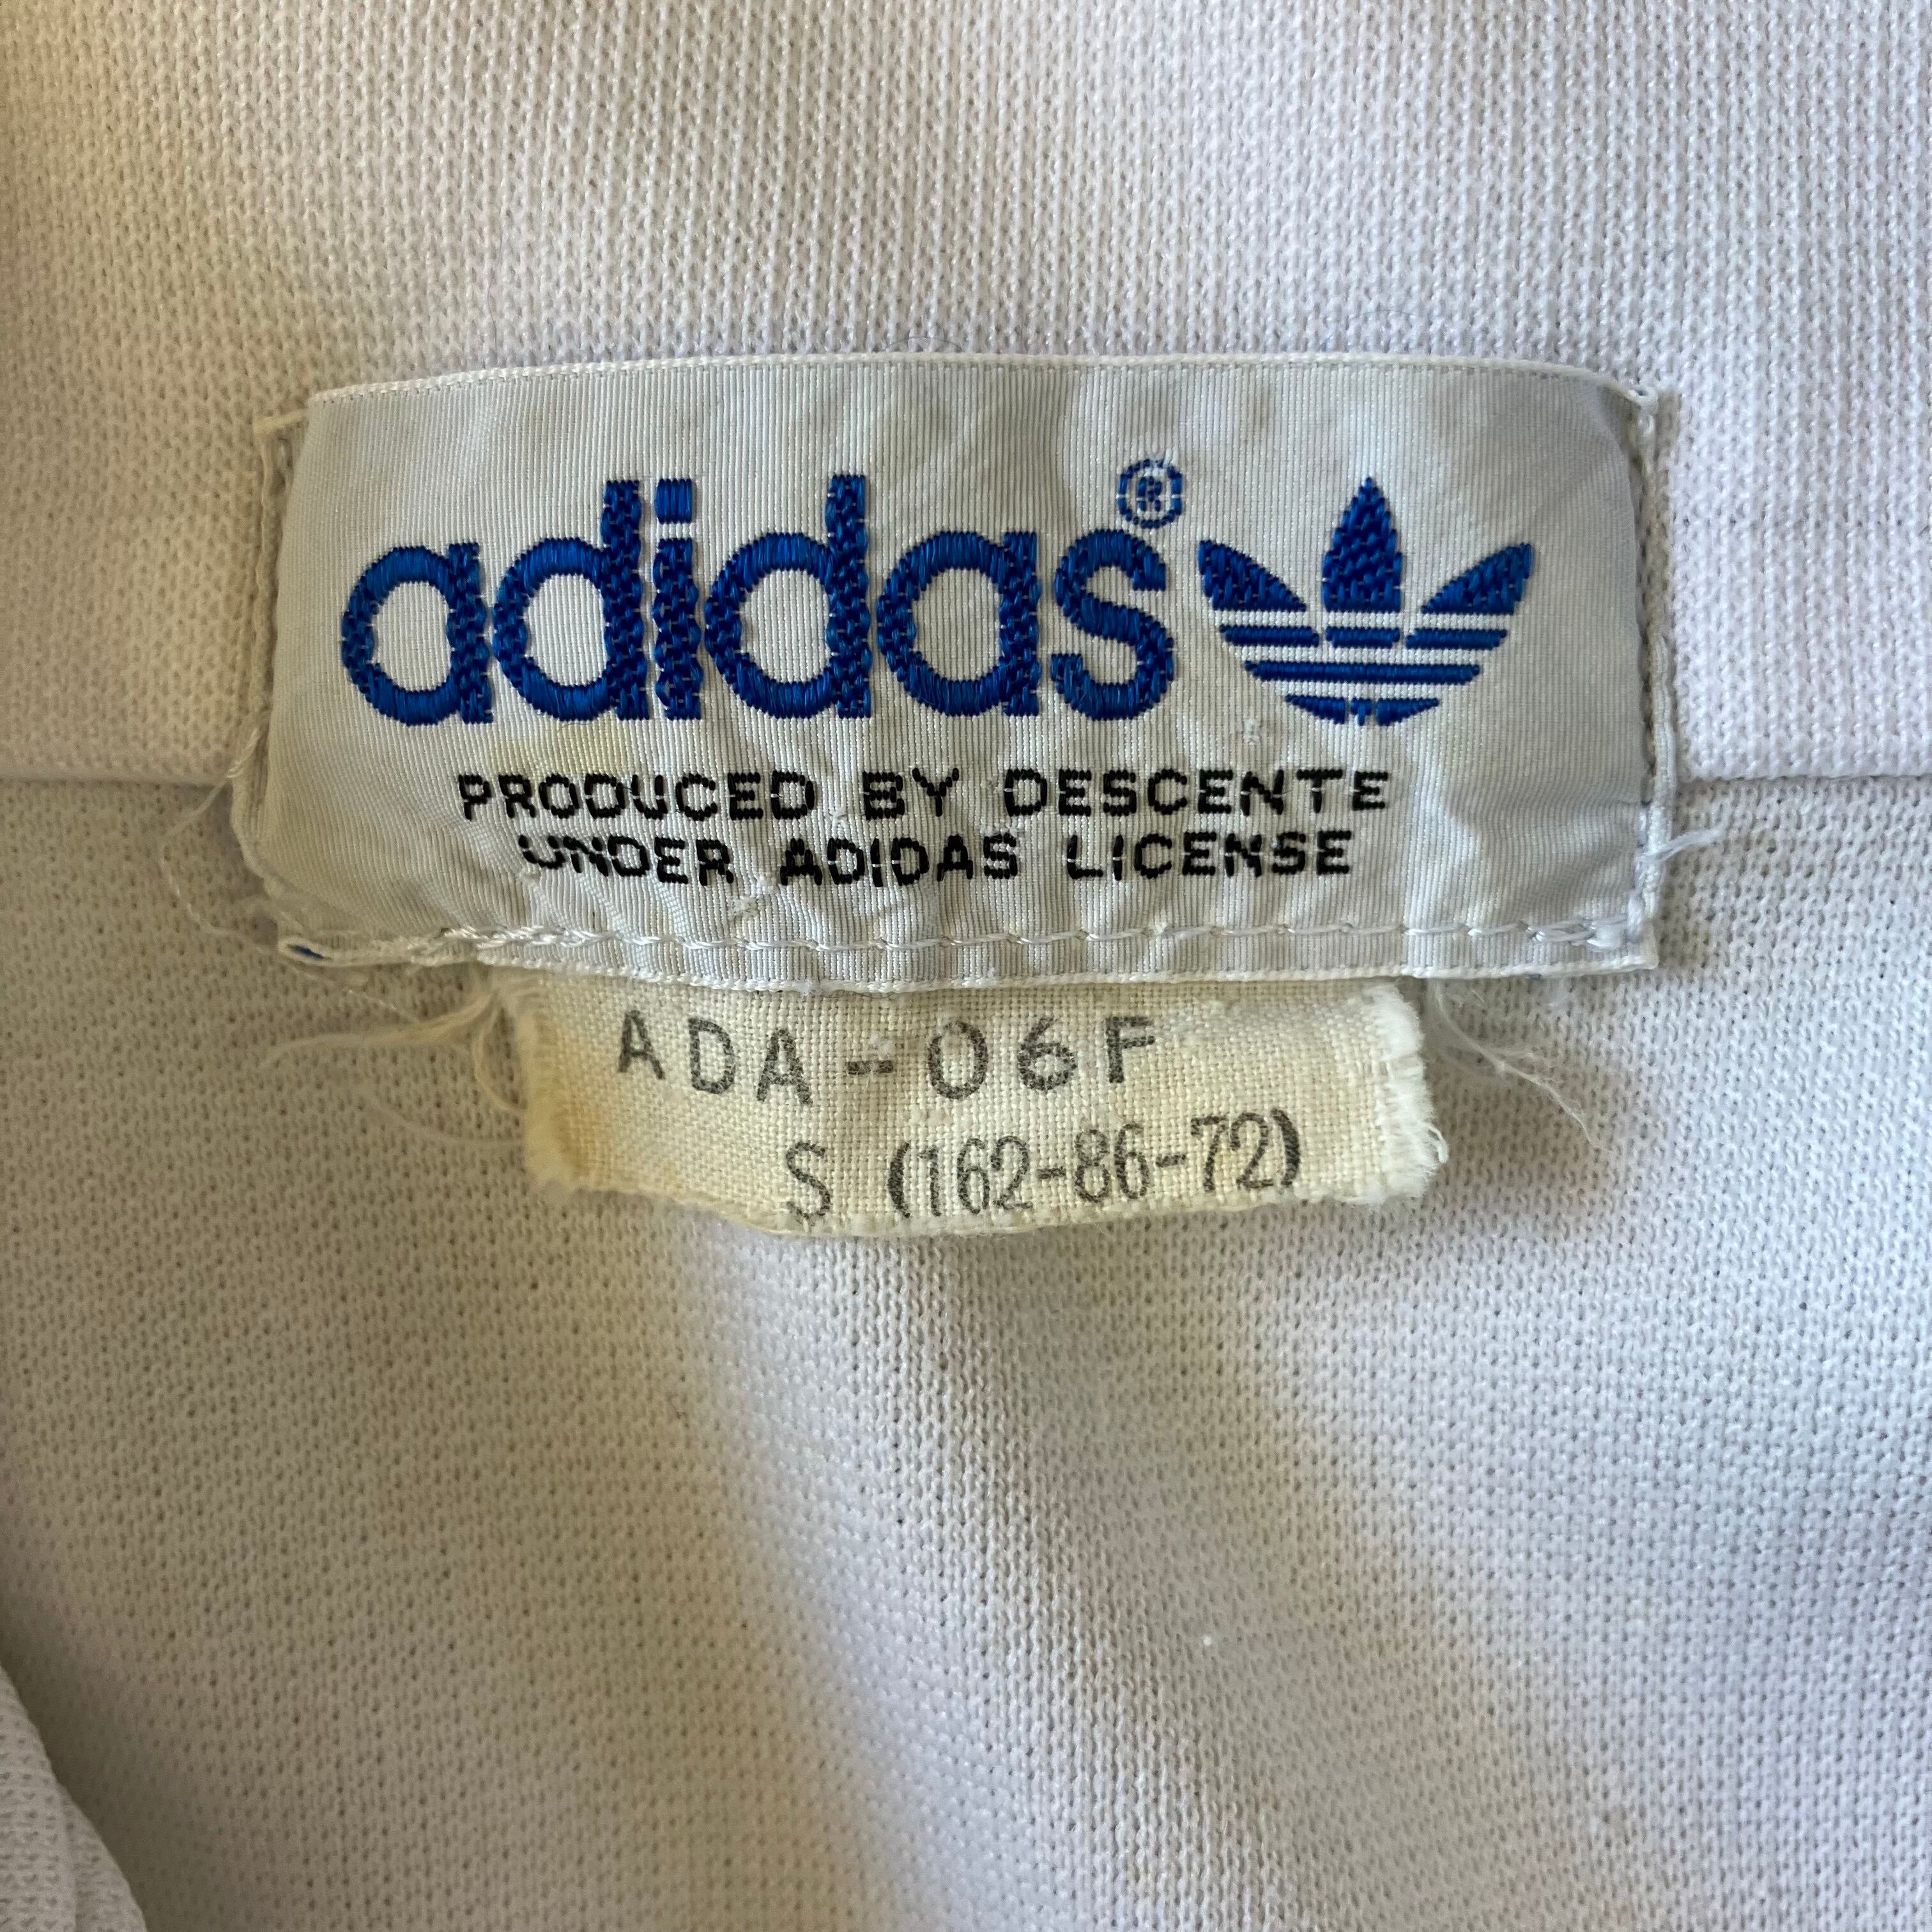 adidas®
PRODUCED BY DESCENTE
UNDER ADIDAS LICENSE
ADA-06F
S (162-86-72)